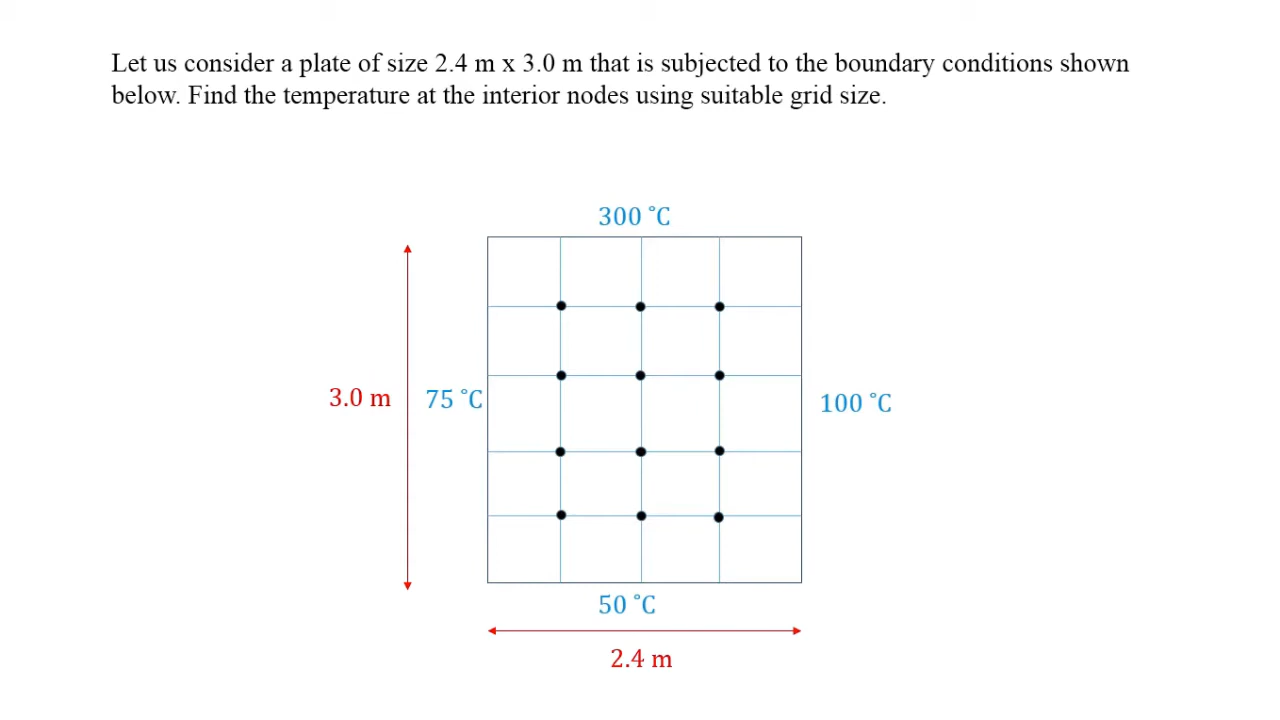 Let us consider a plate of size 2.4 m x 3.0 m that is subjected to the boundary conditions shown
below. Find the temperature at the interior nodes using suitable grid size.
300 ˚C
3.0 m
75 ˚C
100 ˚C
50 ˚C
2.4 m